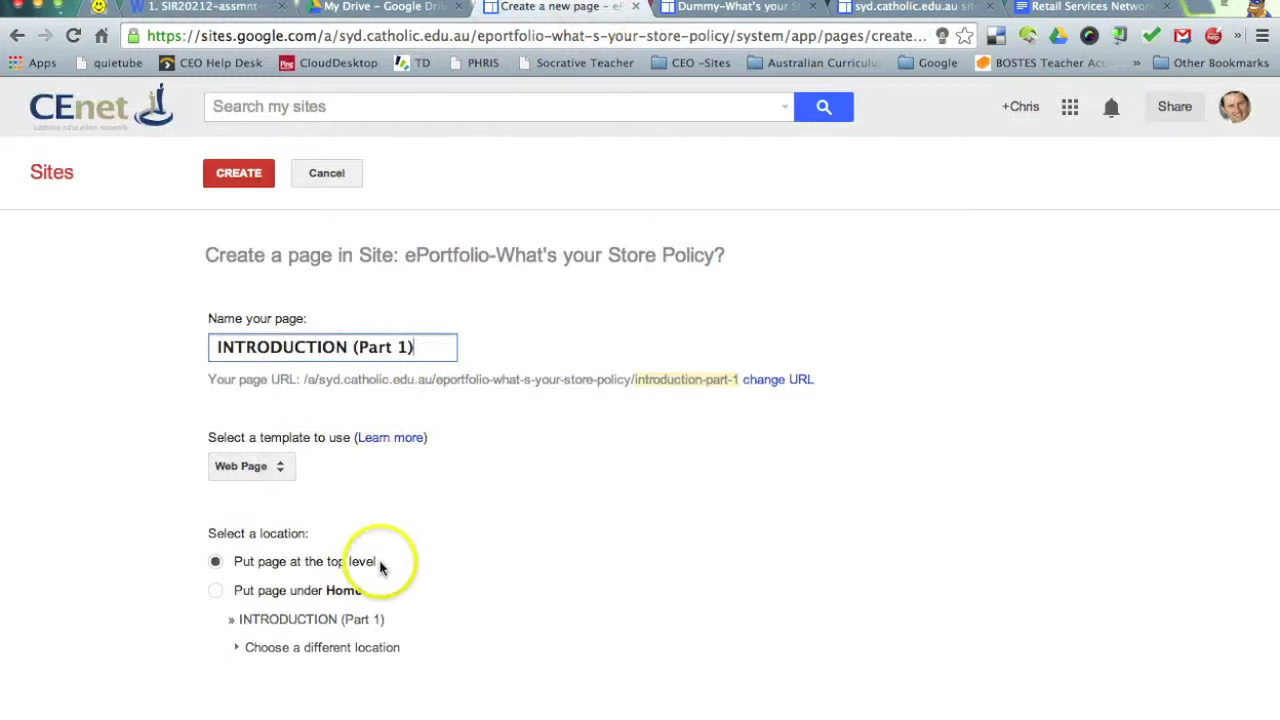 1. SIR20212-assmnt
My Drive - Google Driv
Create a new page - eP
Dummy-What's your St
syd.catholic.edu.au site
Retail Services Network
https://sites.google.com/a/syd.catholic.edu.au/eportfolio-what-s-your-store-policy/system/app/pages/create...
Apps quietube CEO Help Desk CloudDesktop TD PHRIS Socrative Teacher CEO -Sites Australian Curriculu Google BOSTES Teacher Acc » Other Bookmarks
CEnet
catholic education network
Search my sites
+Chris
Share
Sites
CREATE
Cancel
Create a page in Site: ePortfolio-What's your Store Policy?
Name your page:
INTRODUCTION (Part 1)
Your page URL: /a/syd.catholic.edu.au/eportfolio-what-s-your-store-policy/introduction-part-1 change URL
Select a template to use (Learn more)
Web Page
Select a location:
Put page at the top level
Put page under Home
» INTRODUCTION (Part 1)
Choose a different location